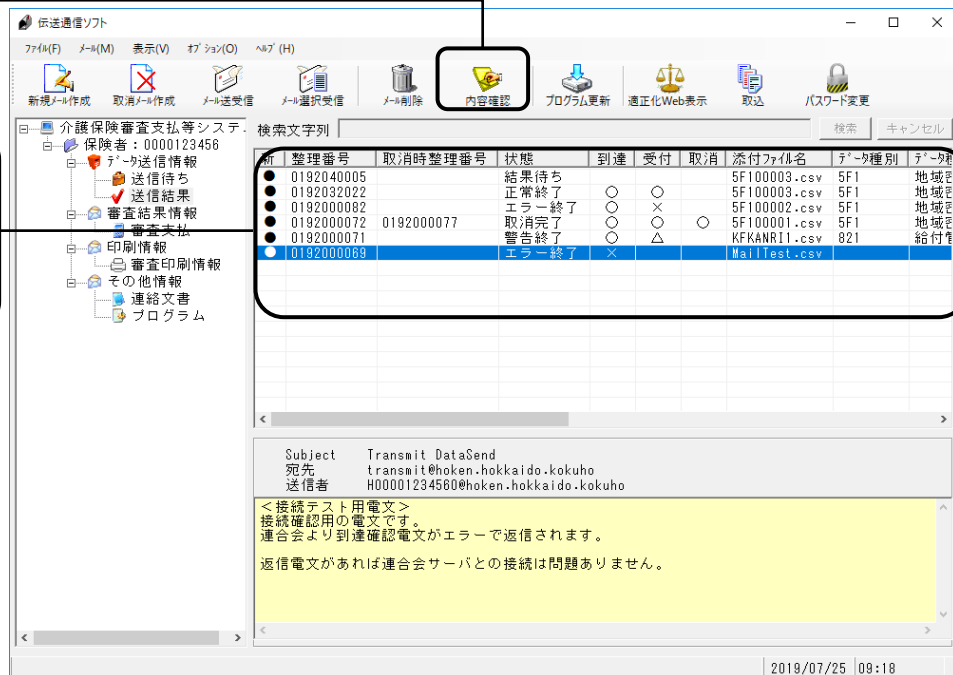 伝送通信ソフト
ﾌｧｲﾙ(F) ﾒｰﾙ(M) 表示(V) ｵﾌﾟｼｮﾝ(O) ﾍﾙﾌﾟ(H)
新規ﾒｰﾙ作成 取消ﾒｰﾙ作成 ﾒｰﾙ送受信 ﾒｰﾙ選択受信 ﾒｰﾙ削除 内容確認 プログラム更新 適正化Web表示 取込 パスワード変更
介護保険審査支払等システム.
保険者：0000123456
ﾃﾞｰﾀ送信情報
送信待ち
送信結果
審査結果情報
審査支払
印刷情報
審査印刷情報
その他情報
連絡文書
プログラム
検索文字列 検索 キャンセル
新 整理番号 取消時整理番号 状態 到達 受付 取消 添付ﾌｧｲﾙ名 ﾃﾞｰﾀ種別 ﾃﾞｰﾀ種
● 0192040005 結果待ち 5F100003.csv 5F1 地域密
● 0192032022 正常終了 ○ ○ 5F100003.csv 5F1 地域密
● 0192000082 エラー終了 ○ × 5F100002.csv 5F1 地域密
● 0192000072 0192000077 取消完了 ○ ○ ○ 5F100001.csv 5F1 地域密
● 0192000071 警告終了 ○ △ KFKANRI1.csv 821 給付管
● 0192000069 エラー終了 × MailTest.csv
Subject Transmit DataSend
宛先 transmit@hoken.hokkaido.kokuho
送信者 H00001234560@hoken.hokkaido.kokuho
＜接続テスト用電文＞
接続確認用の電文です。
連合会より到達確認電文がエラーで返信されます。
返信電文があれば連合会サーバとの接続は問題ありません。
2019/07/25 09:18